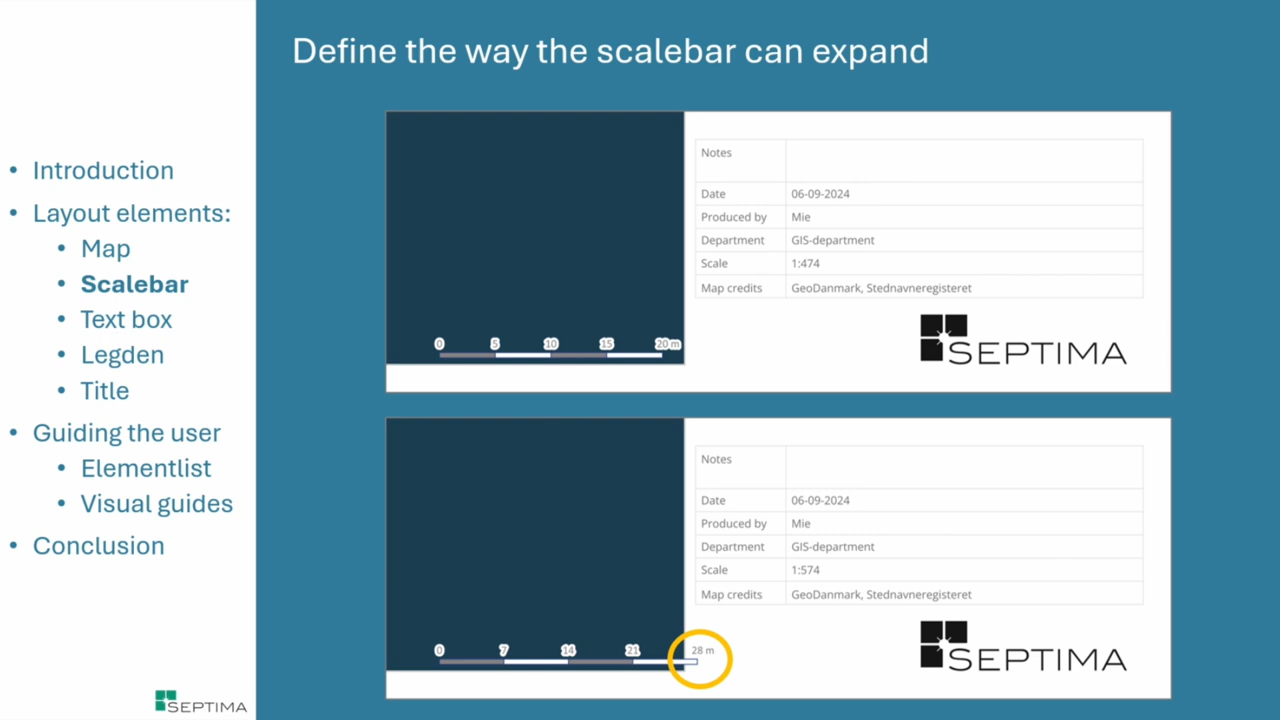 Define the way the scalebar can expand
• Introduction
• Layout elements:
• Map
• Scalebar
• Text box
• Legden
• Title
• Guiding the user
• Elementlist
• Visual guides
• Conclusion
SEPTIMA
Notes
Date 06-09-2024
Produced by Mie
Department GIS-department
Scale 1:474
Map credits GeoDanmark, Stednavneregisteret
0 5 10 15 20 m
SEPTIMA
Notes
Date 06-09-2024
Produced by Mie
Department GIS-department
Scale 1:574
Map credits GeoDanmark, Stednavneregisteret
0 7 14 21 28 m
SEPTIMA